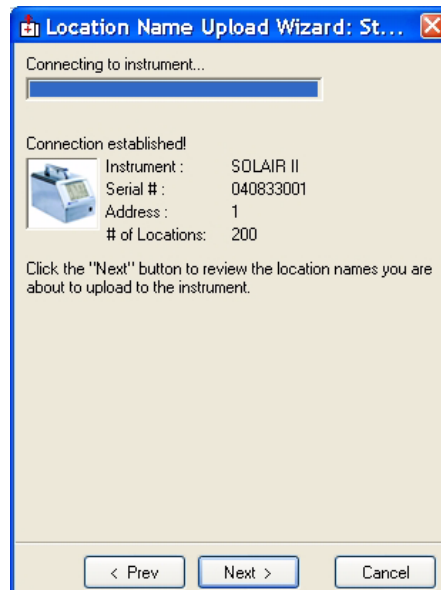 Location Name Upload Wizard: St...
Connecting to instrument...
Connection established!
Instrument : SOLAIR II
Serial # : 040833001
Address : 1
# of Locations: 200
Click the "Next" button to review the location names you are
about to upload to the instrument.
< Prev Next > Cancel